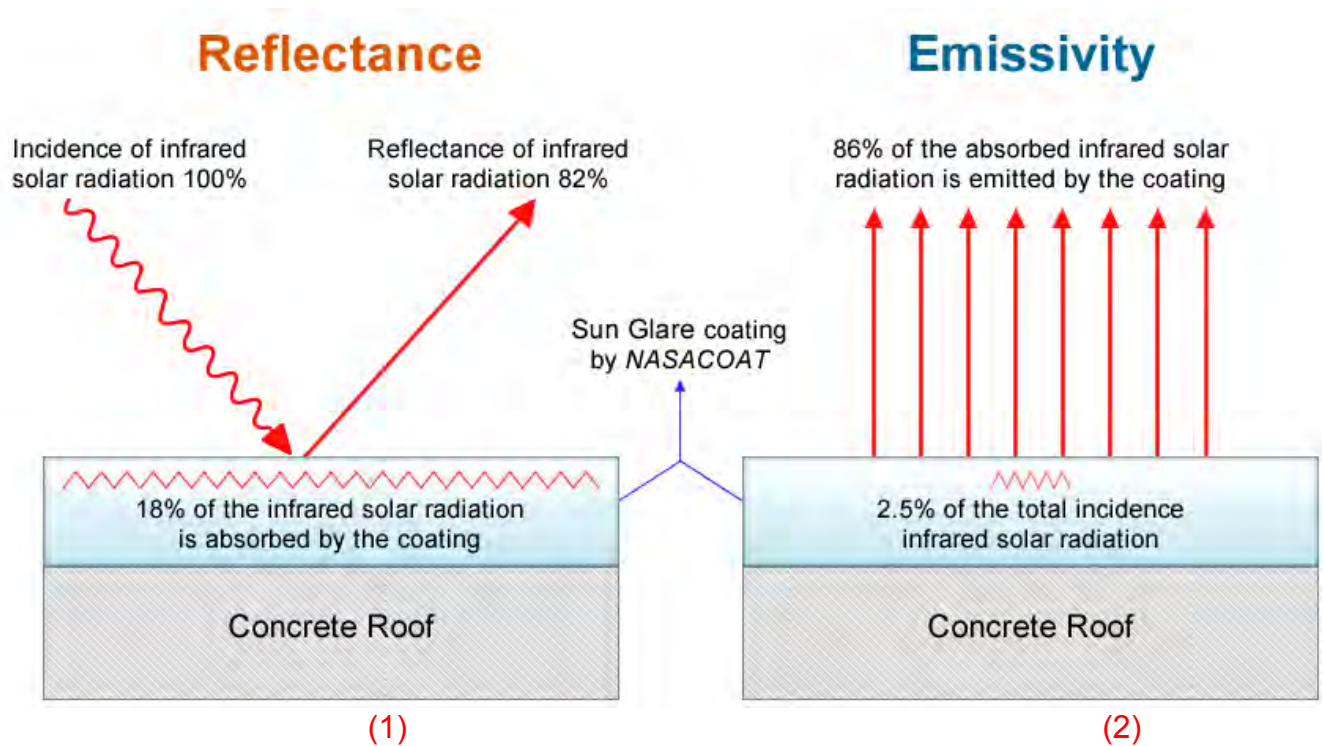 Reflectance
Incidence of infrared
solar radiation 100%
Reflectance of infrared
solar radiation 82%
18% of the infrared solar radiation
is absorbed by the coating
Concrete Roof
(1)
Sun Glare coating
by NASACOAT
Emissivity
86% of the absorbed infrared solar
radiation is emitted by the coating
2.5% of the total incidence
infrared solar radiation
Concrete Roof
(2)